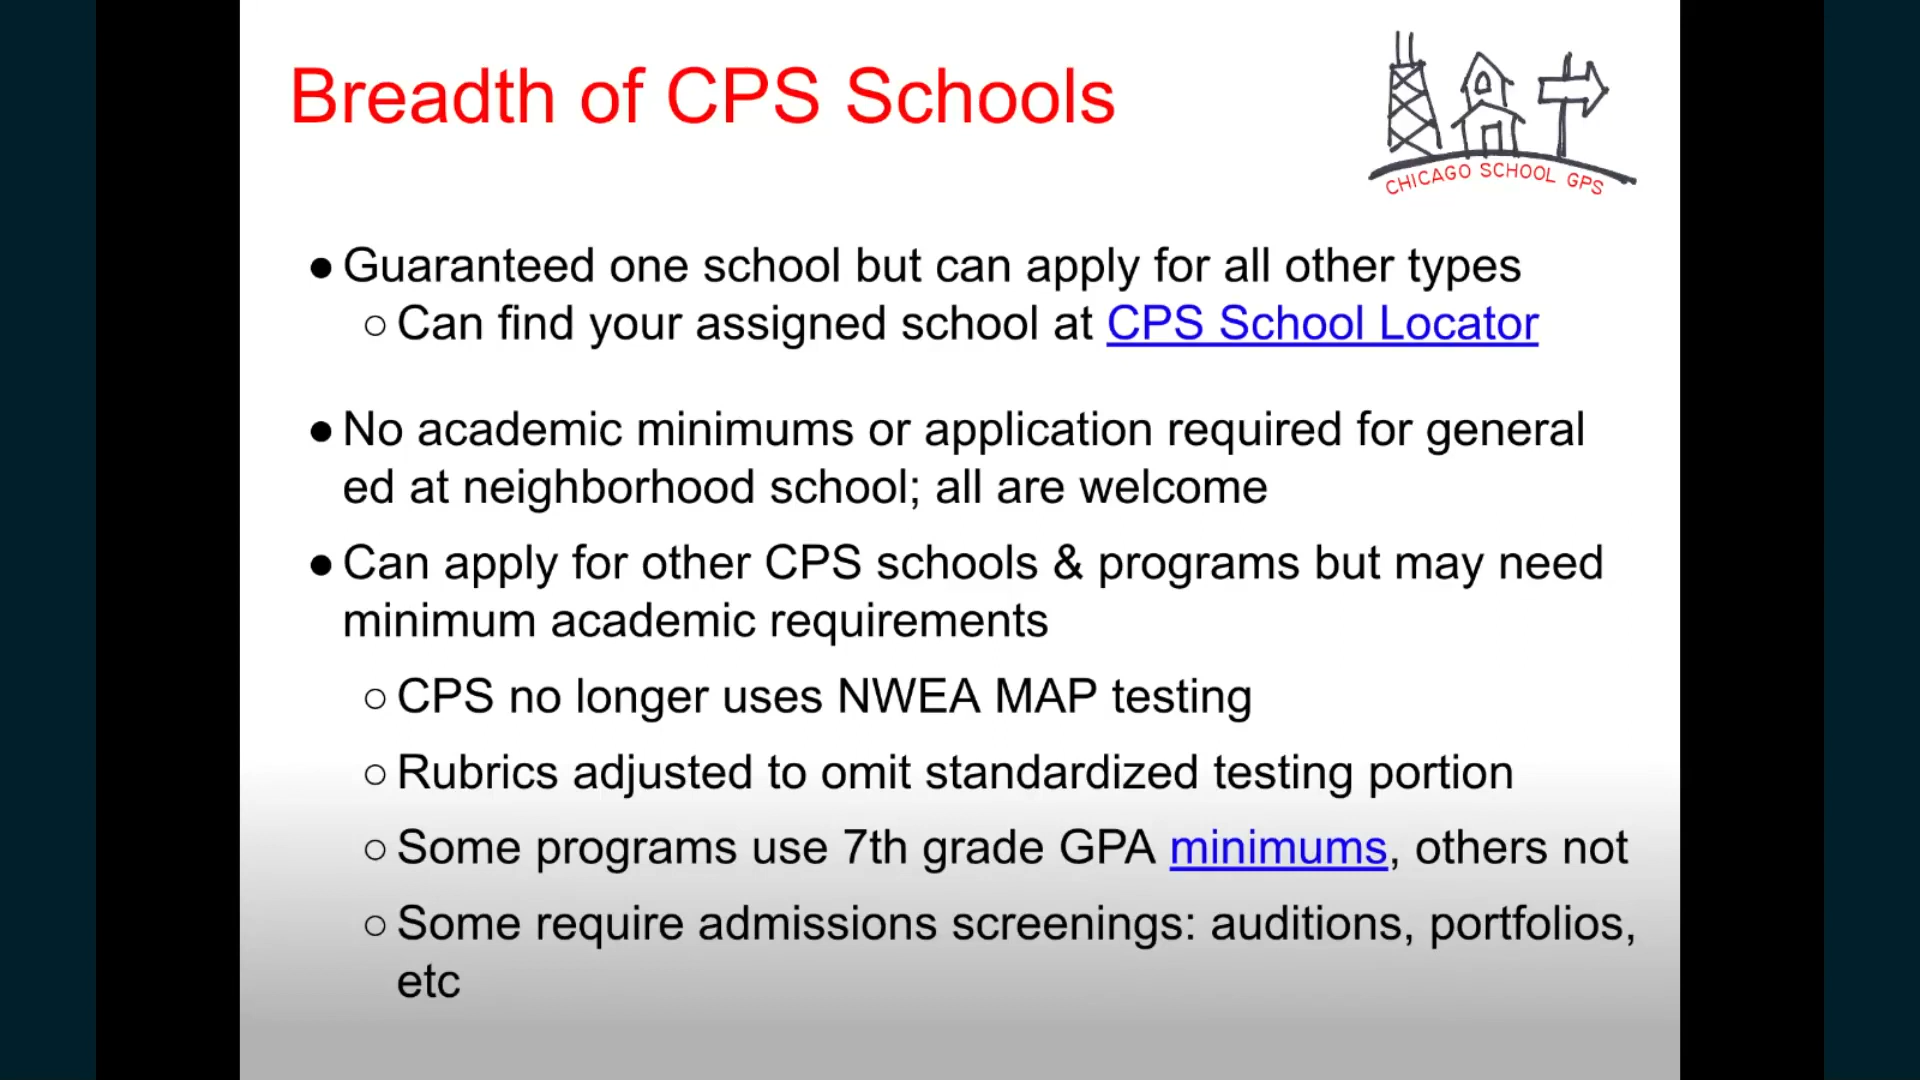 Breadth of CPS Schools
CHICAGO SCHOOL GPS
● Guaranteed one school but can apply for all other types
○ Can find your assigned school at CPS School Locator
● No academic minimums or application required for general
ed at neighborhood school; all are welcome
● Can apply for other CPS schools & programs but may need
minimum academic requirements
○ CPS no longer uses NWEA MAP testing
○ Rubrics adjusted to omit standardized testing portion
○ Some programs use 7th grade GPA minimums, others not
○ Some require admissions screenings: auditions, portfolios,
etc